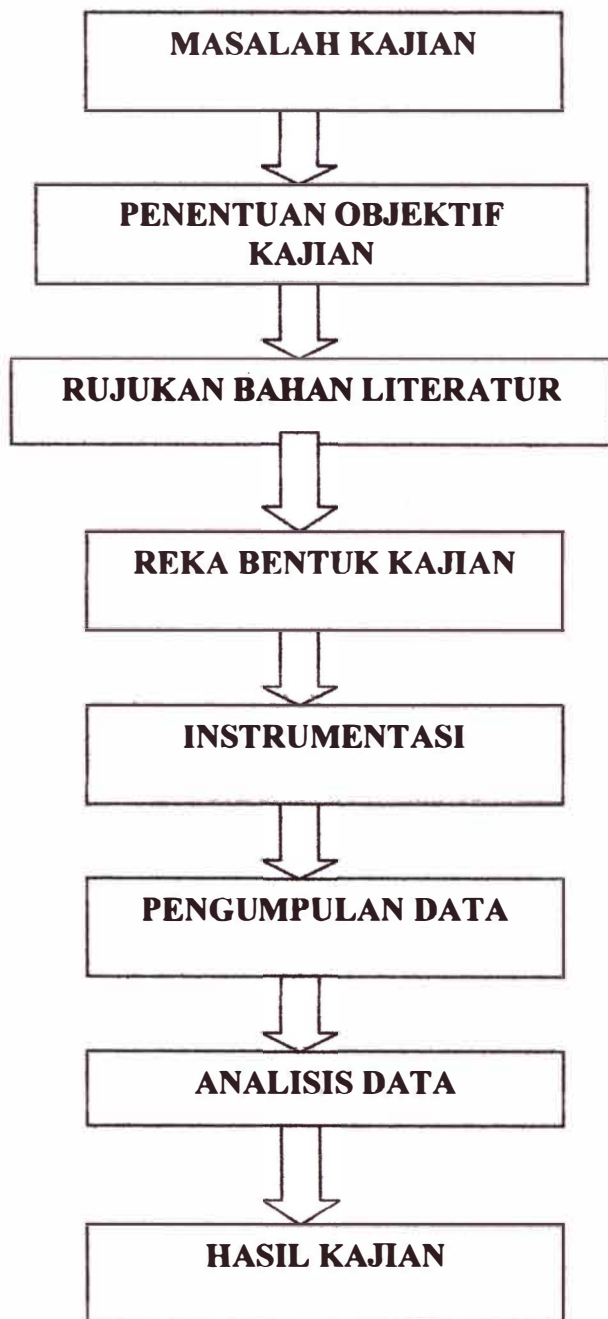 MASALAH KAJIAN
PENENTUAN OBJEKTIF
KAJIAN
RUJUKAN BAHAN LITERATUR
REKA BENTUK KAJIAN
INSTRUMENTASI
PENGUMPULAN DATA
ANALISIS DATA
HASIL KAJIAN